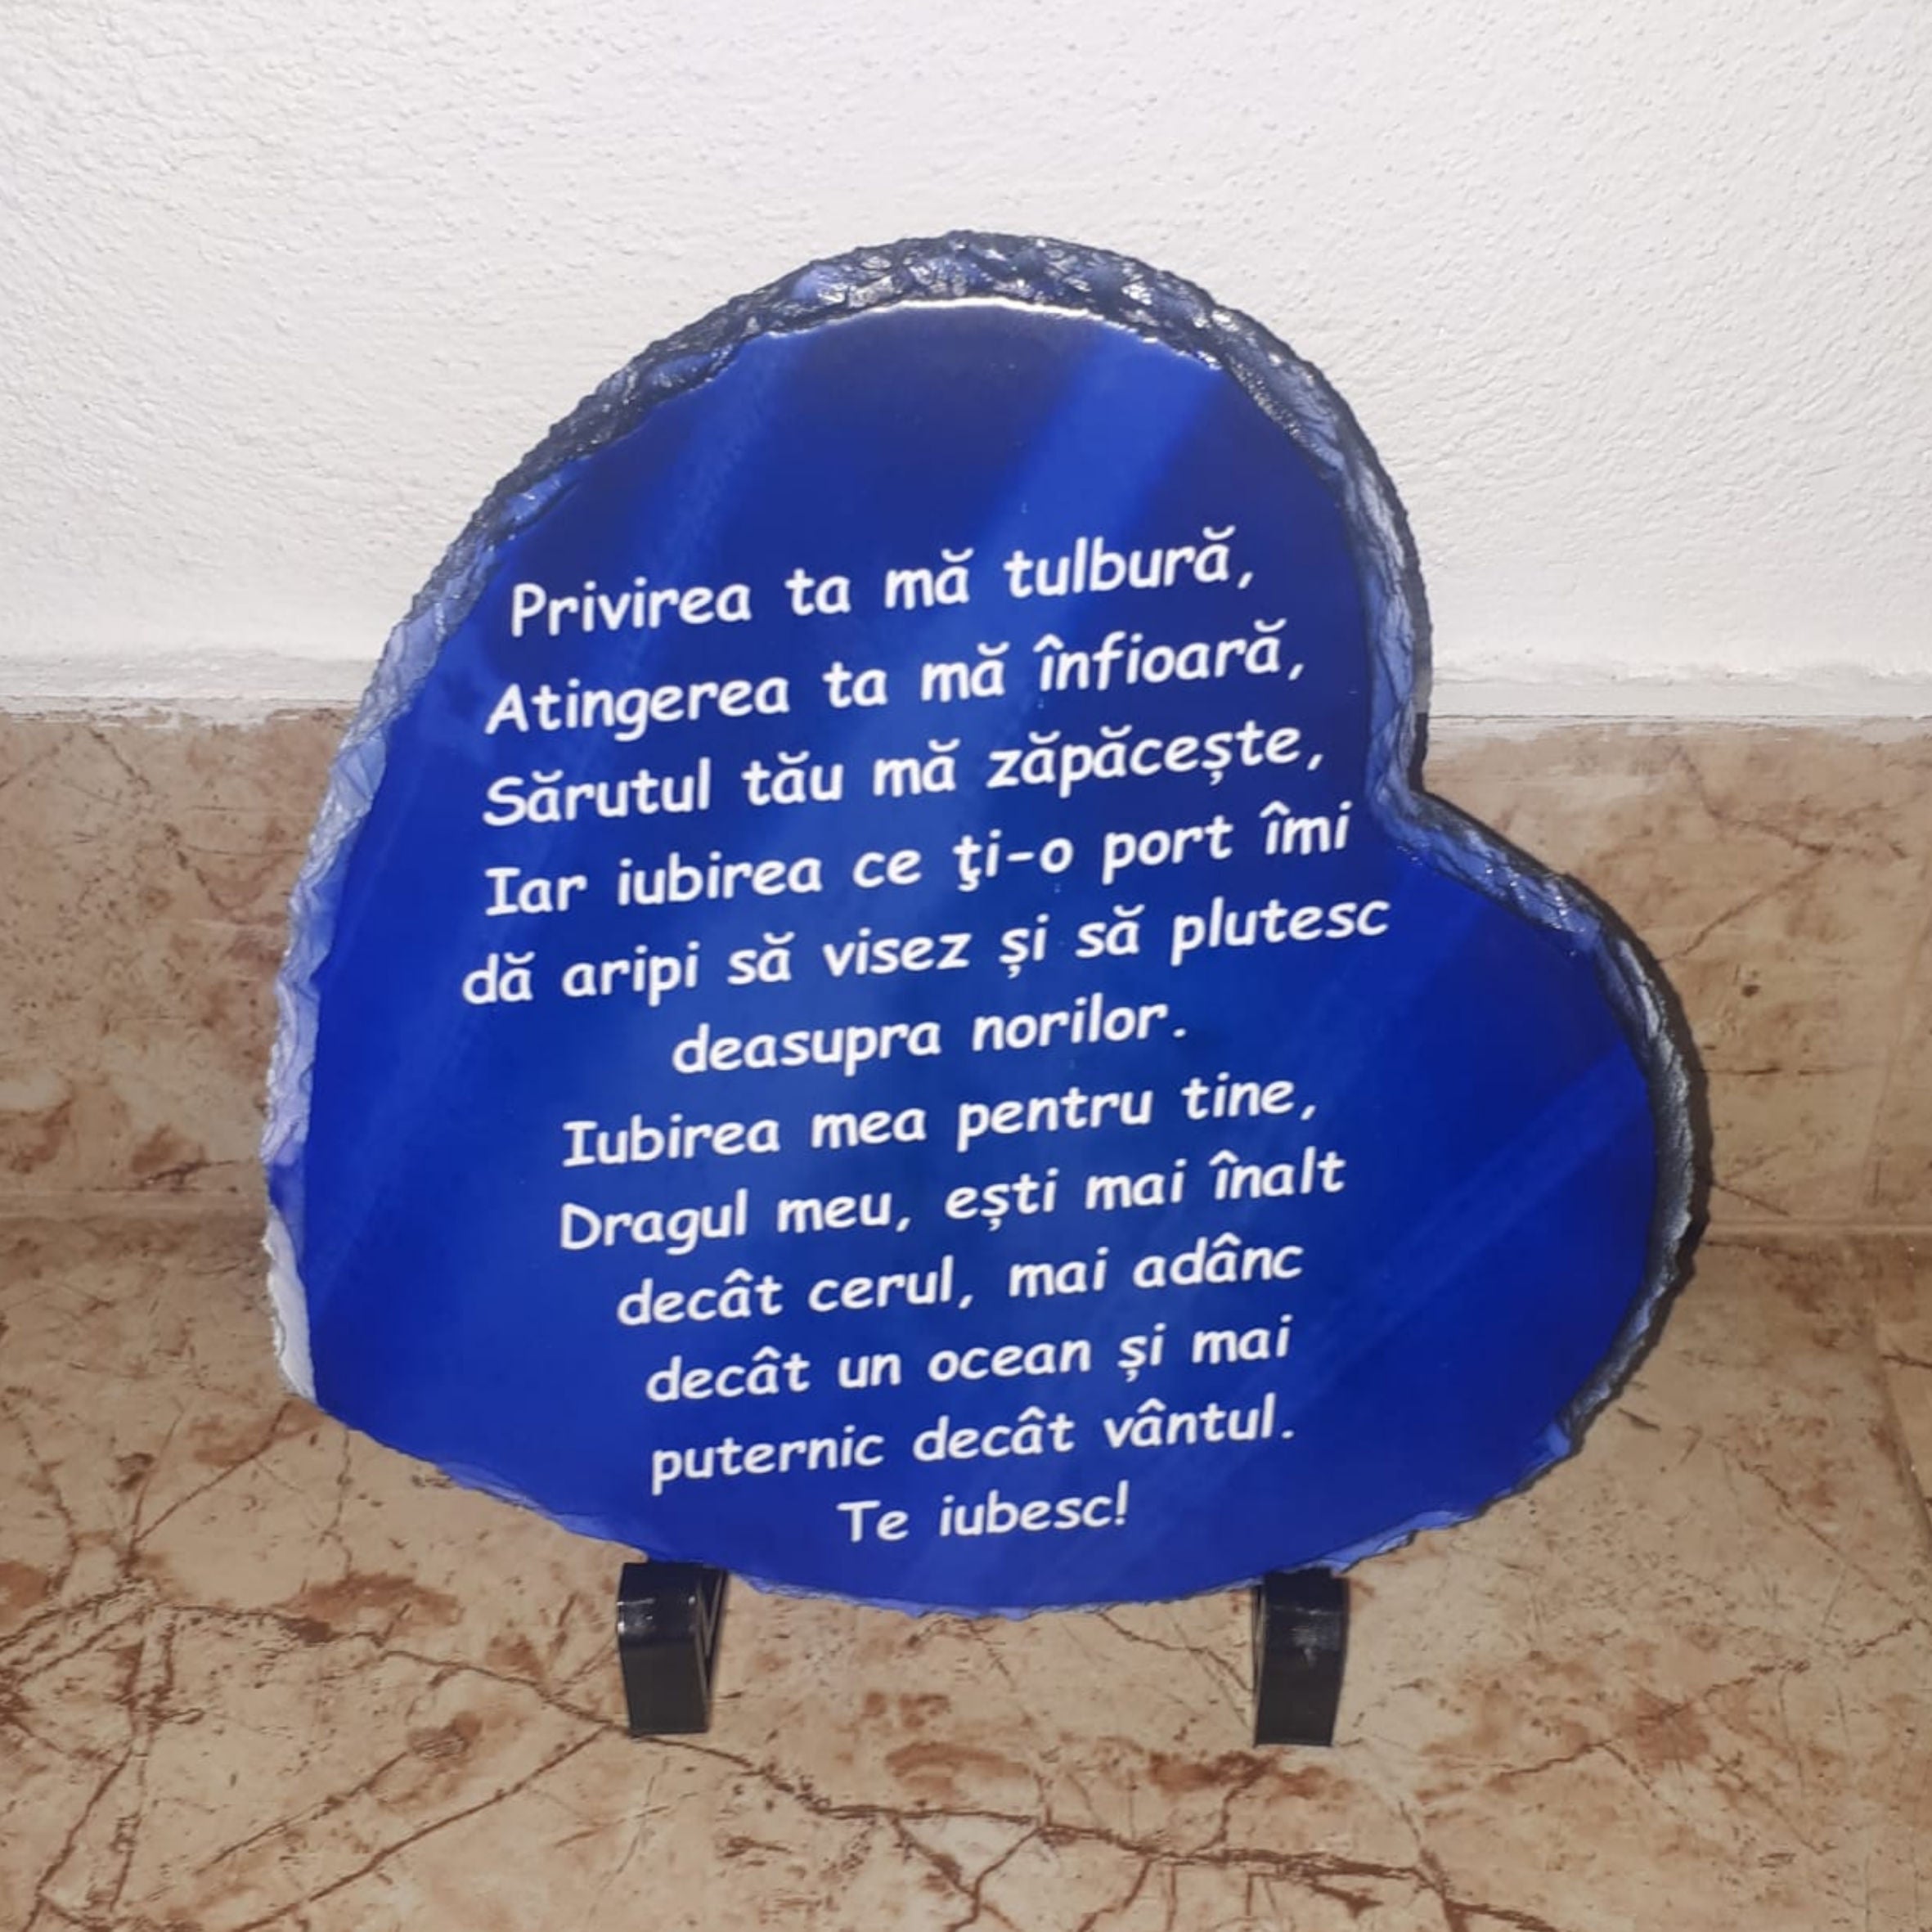 Privirea ta mă tulbură,
Atingerea ta mă înfioară,
Sărutul tău mă zăpăcește,
Iar iubirea ce ţi-o port îmi
dă aripi să visez și să plutesc
deasupra norilor.
Iubirea mea pentru tine,
Dragul meu, ești mai înalt
decât cerul, mai adânc
decât un ocean și mai
puternic decât vântul.
Te iubesc!